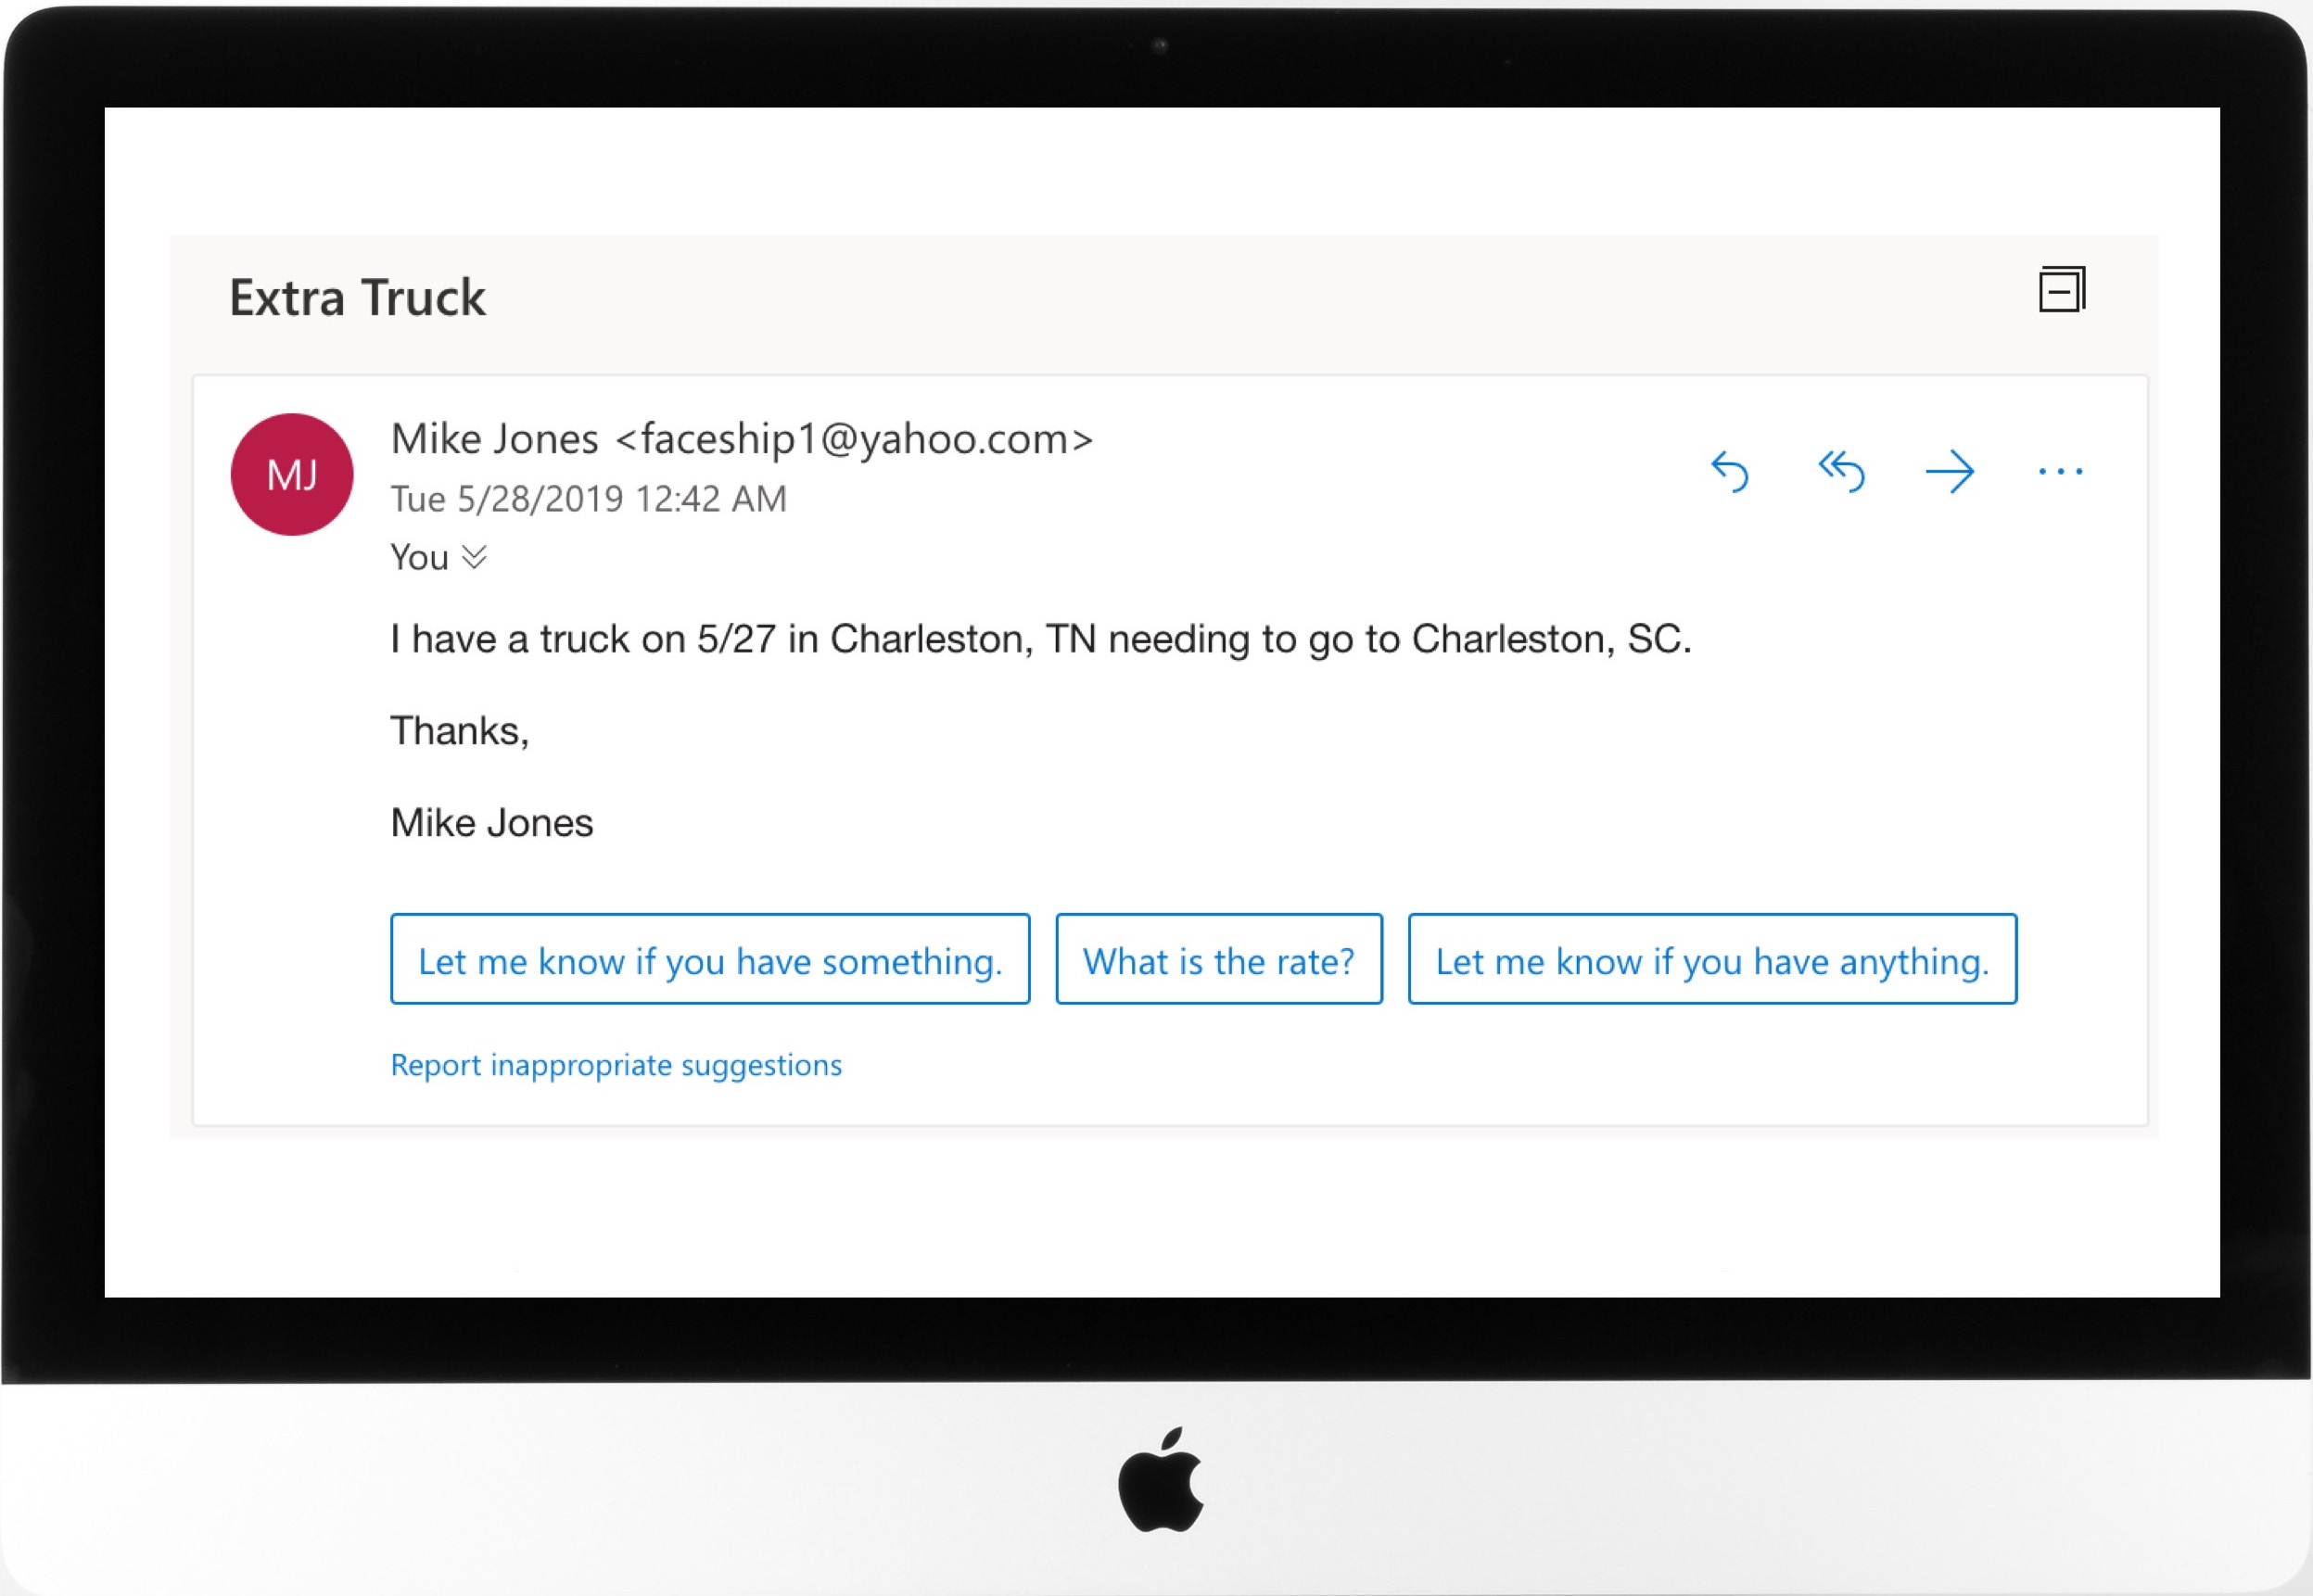 Extra Truck
MJ
Mike Jones <faceship1@yahoo.com>
Tue 5/28/2019 12:42 AM
You
I have a truck on 5/27 in Charleston, TN needing to go to Charleston, SC.
Thanks,
Mike Jones
Let me know if you have something. What is the rate? Let me know if you have anything.
Report inappropriate suggestions